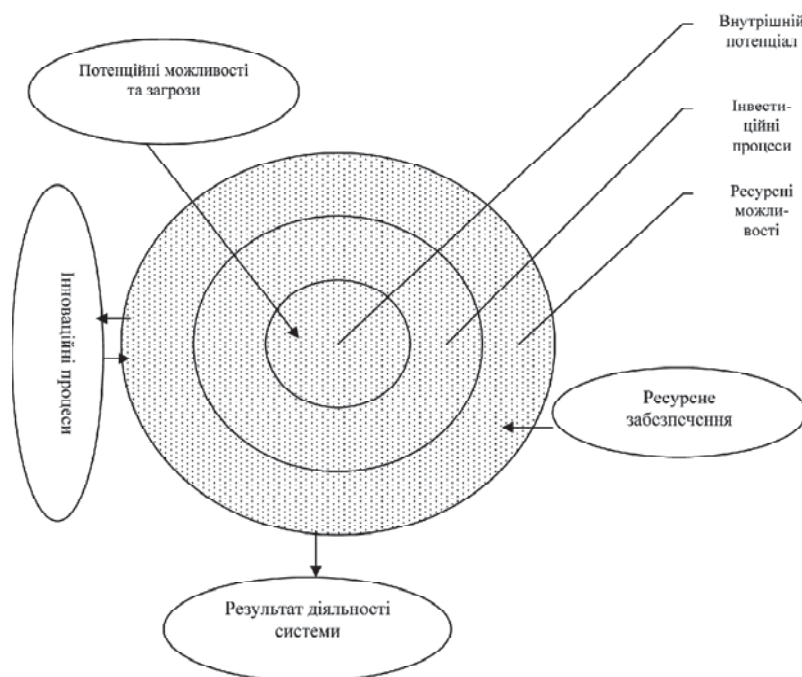 Внутрішній
потенціал
Потенційні можливості
та загрози
Інвести-
ційні
процеси
Ресурсні
можли-
вості
Інноваційні процеси
Ресурсне
забезпечення
Результат діяльності
системи